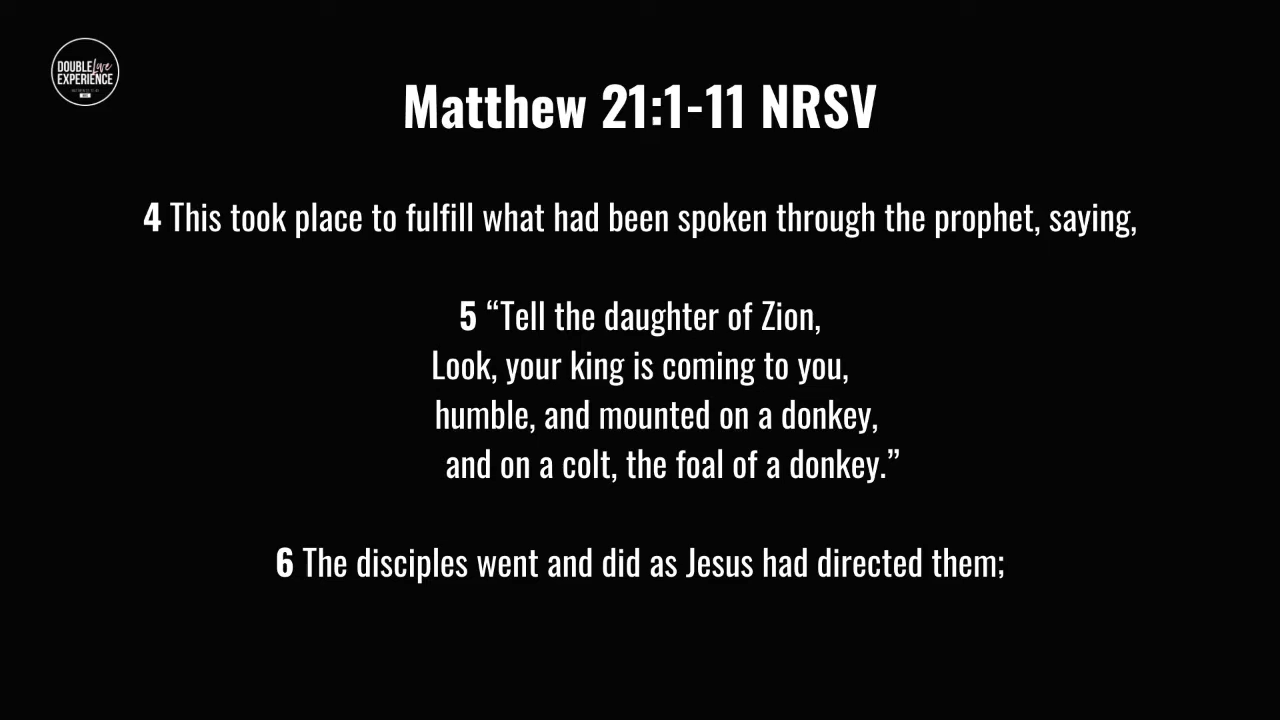 DOUBLE Love
EXPERIENCE
Matthew 21:1-11 NRSV
4 This took place to fulfill what had been spoken through the prophet, saying,
5 “Tell the daughter of Zion,
Look, your king is coming to you,
humble, and mounted on a donkey,
and on a colt, the foal of a donkey.”
6 The disciples went and did as Jesus had directed them;